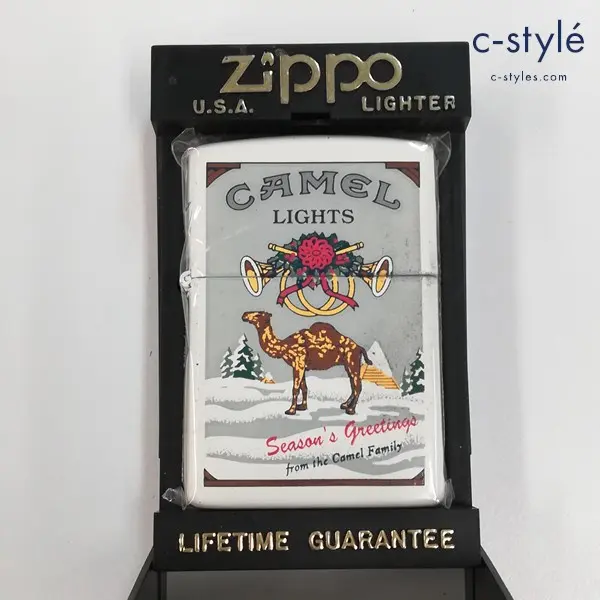 c-stylé
c-styles.com
Zippo
U.S.A. LIGHTER
CAMEL
LIGHTS
Season's Greetings
from the Camel Family
LIFETIME GUARANTEE